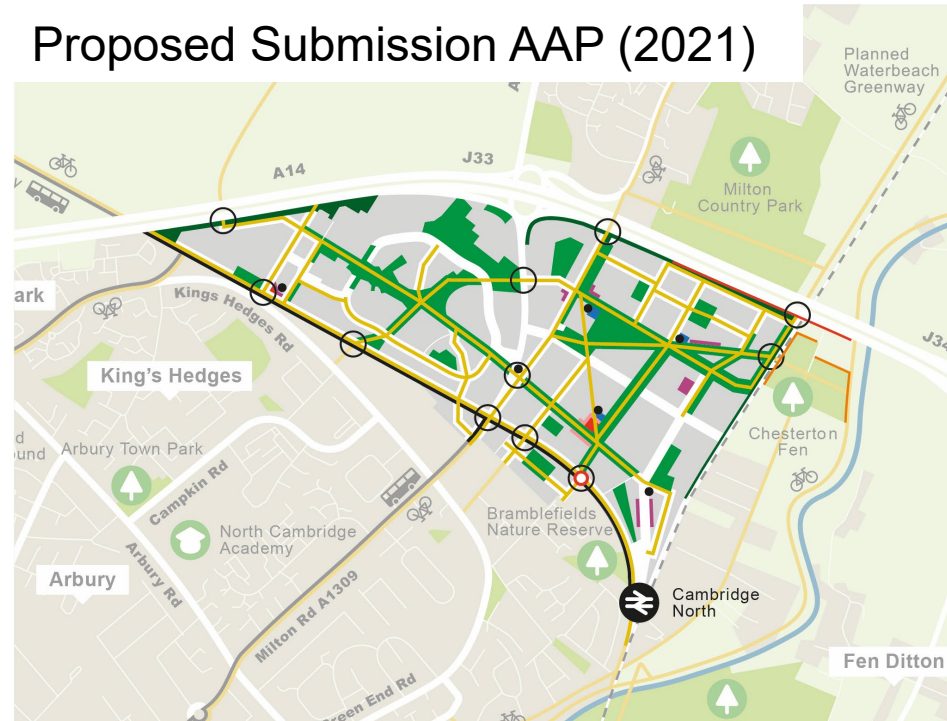 Proposed Submission AAP (2021)
Planned
Waterbeach
Greenway
J33
A14
Milton
Country Park
ark
Kings Hedges Rd
J34
King's Hedges
Chesterton
Fen
Arbury Town Park
Campkin Rd
Bramblefields
Nature Reserve
North Cambridge
Academy
Arbury
Arbury Rd
Milton Rd A1309
Cambridge
North
Fen Ditton
Green End Rd